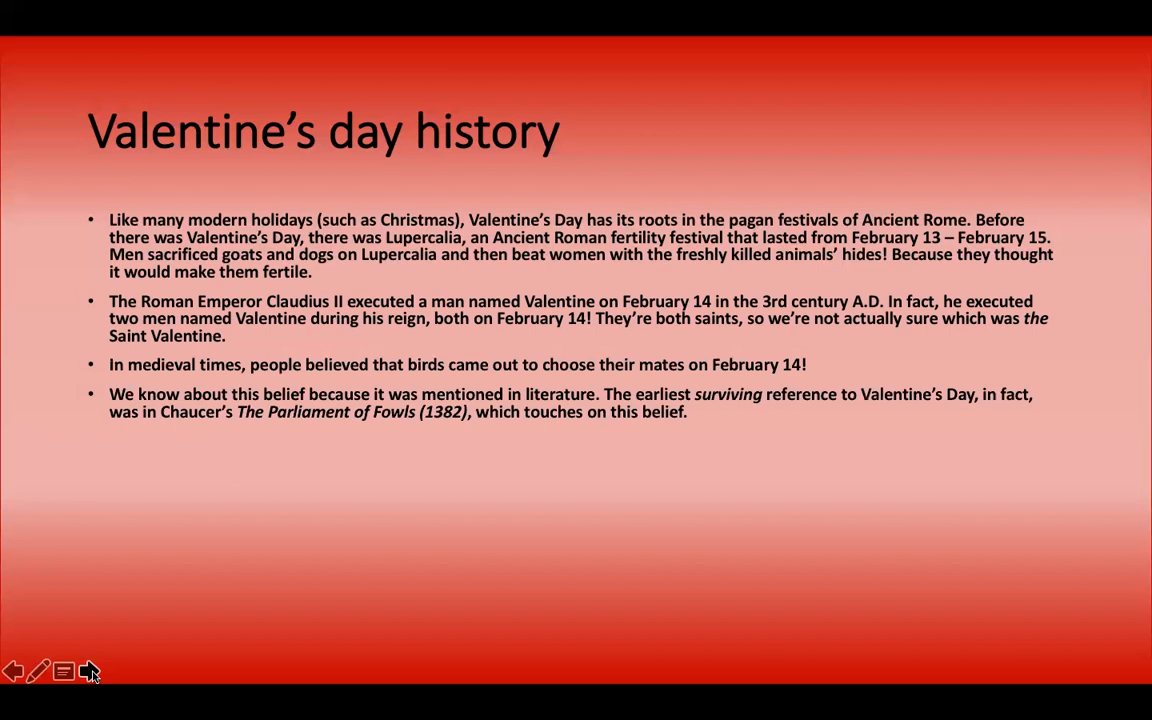 Valentine’s day history
• Like many modern holidays (such as Christmas), Valentine’s Day has its roots in the pagan festivals of Ancient Rome. Before
there was Valentine’s Day, there was Lupercalia, an Ancient Roman fertility festival that lasted from February 13 – February 15.
Men sacrificed goats and dogs on Lupercalia and then beat women with the freshly killed animals’ hides! Because they thought
it would make them fertile.
• The Roman Emperor Claudius II executed a man named Valentine on February 14 in the 3rd century A.D. In fact, he executed
two men named Valentine during his reign, both on February 14! They’re both saints, so we’re not actually sure which was the
Saint Valentine.
• In medieval times, people believed that birds came out to choose their mates on February 14!
• We know about this belief because it was mentioned in literature. The earliest surviving reference to Valentine’s Day, in fact,
was in Chaucer’s The Parliament of Fowls (1382), which touches on this belief.